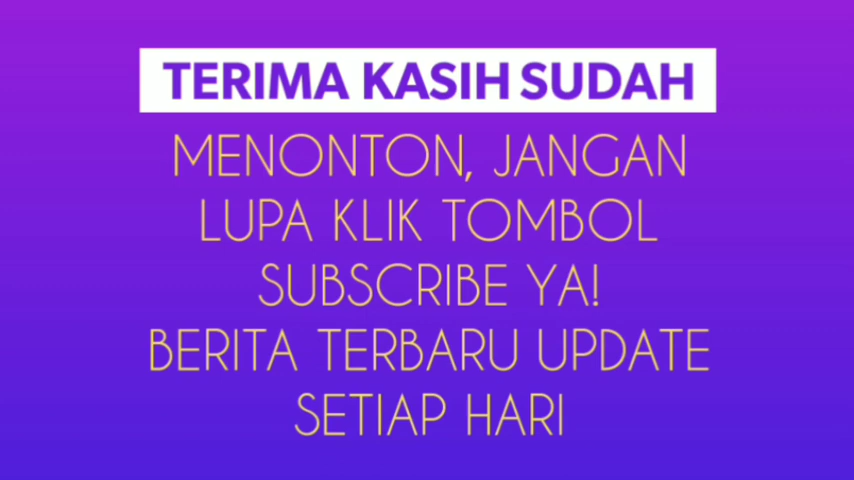 TERIMA KASIH SUDAH
MENONTON, JANGAN
LUPA KLIK TOMBOL
SUBSCRIBE YA!
BERITA TERBARU UPDATE
SETIAP HARI